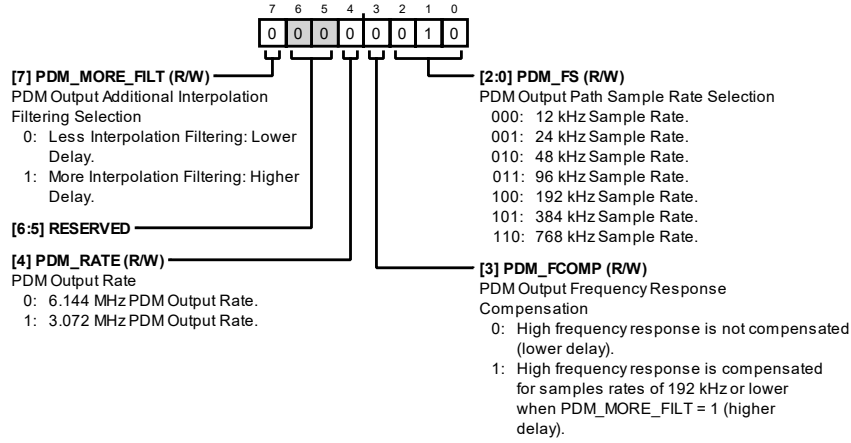 7 6 5 4 3 2 1 0
0 0 0 0 0 0 1 0
[7] PDM_MORE_FILT (R/W)
PDM Output Additional Interpolation
Filtering Selection
0: Less Interpolation Filtering: Lower
Delay.
1: More Interpolation Filtering: Higher
Delay.
[6:5] RESERVED
[4] PDM_RATE (R/W)
PDM Output Rate
0: 6.144 MHz PDM Output Rate.
1: 3.072 MHz PDM Output Rate.
[2:0] PDM_FS (R/W)
PDM Output Path Sample Rate Selection
000: 12 kHz Sample Rate.
001: 24 kHz Sample Rate.
010: 48 kHz Sample Rate.
011: 96 kHz Sample Rate.
100: 192 kHz Sample Rate.
101: 384 kHz Sample Rate.
110: 768 kHz Sample Rate.
[3] PDM_FCOMP (R/W)
PDM Output Frequency Response
Compensation
0: High frequency response is not compensated
(lower delay).
1: High frequency response is compensated
for samples rates of 192 kHz or lower
when PDM_MORE_FILT = 1 (higher
delay).